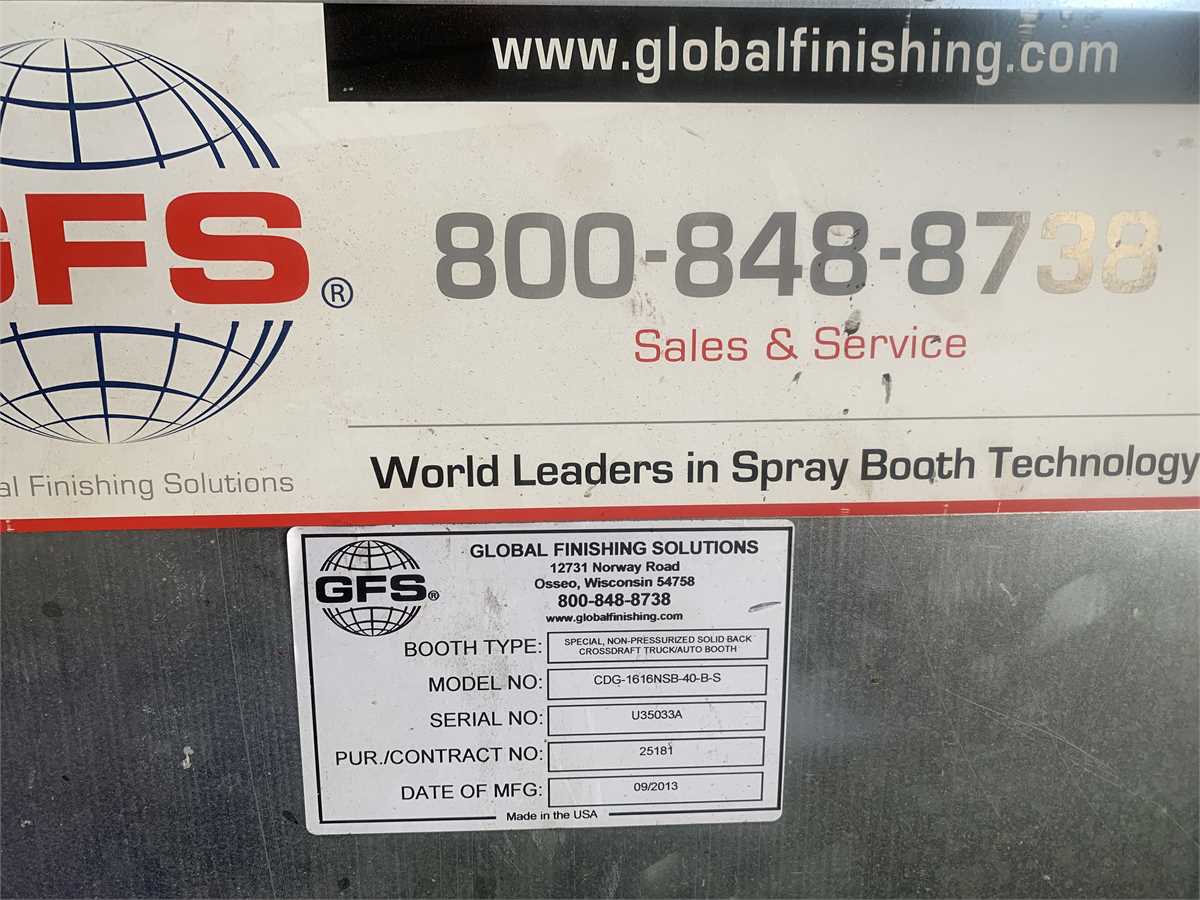 www.globalfinishing.com
GFS®
800-848-8738
Sales & Service
al Finishing Solutions
World Leaders in Spray Booth Technology
GFS®
GLOBAL FINISHING SOLUTIONS
12731 Norway Road
Osseo, Wisconsin 54758
800-848-8738
www.globalfinishing.com
BOOTH TYPE: SPECIAL, NON-PRESSURIZED SOLID BACK
CROSSDRAFT TRUCK/AUTO BOOTH
MODEL NO: CDG-1616NSB-40-B-S
SERIAL NO: U35033A
PUR./CONTRACT NO: 25181
DATE OF MFG: 09/2013
Made in the USA